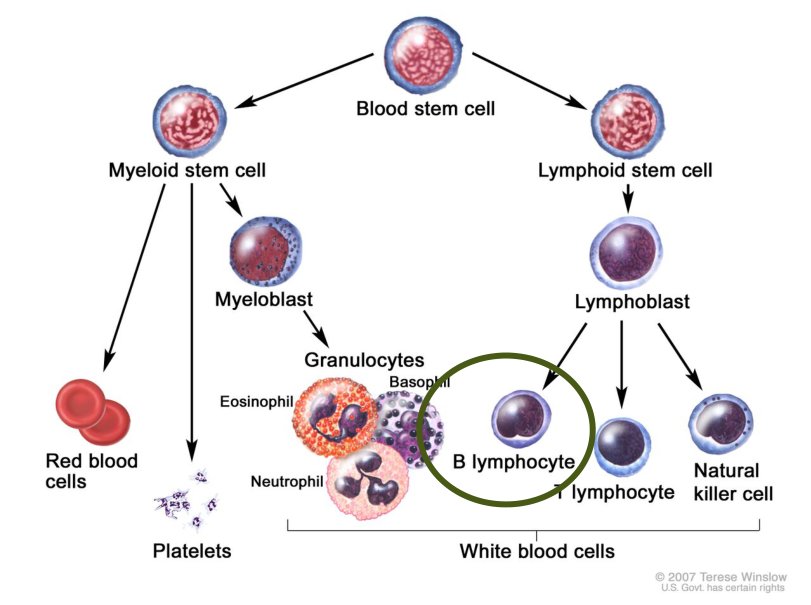 Blood stem cell
Myeloid stem cell
Lymphoid stem cell
Myeloblast
Lymphoblast
Granulocytes
Basophil
Eosinophil
Neutrophil
B lymphocyte
T lymphocyte
Natural
killer cell
Red blood
cells
Platelets
White blood cells
© 2007 Terese Winslow
U.S. Govt. has certain rights